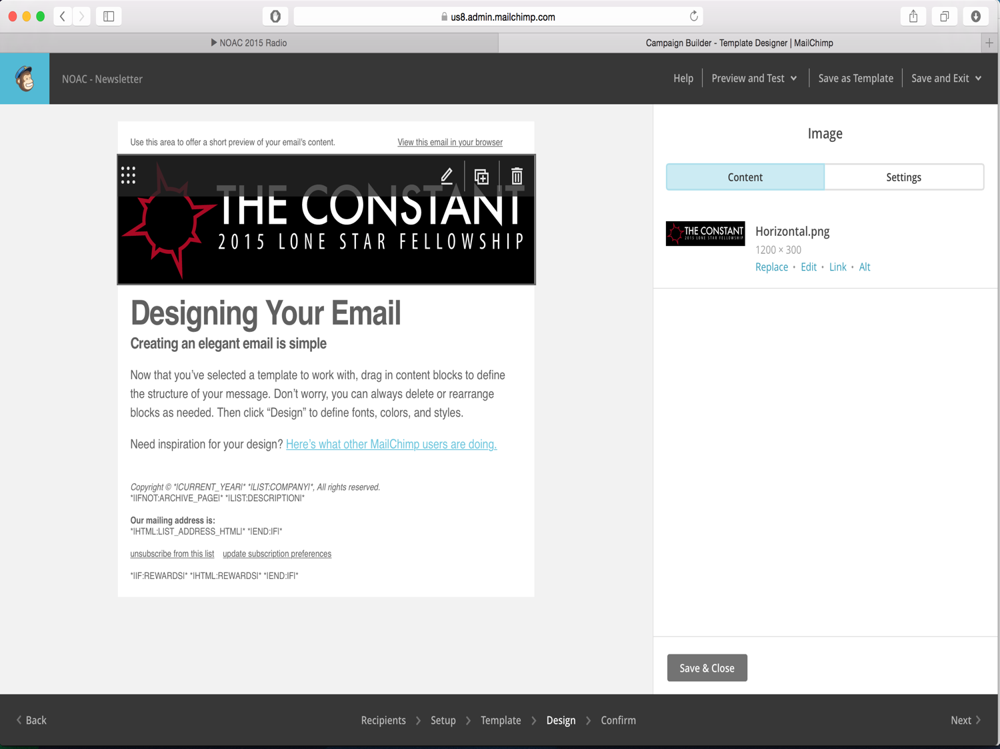 us8.admin.mailchimp.com
NOAC 2015 Radio
Campaign Builder - Template Designer | MailChimp
NOAC - Newsletter
Help
Preview and Test
Save as Template
Save and Exit
Use this area to offer a short preview of your email's content.
View this email in your browser
THE CONSTANT
2015 LONE STAR FELLOWSHIP
Designing Your Email
Creating an elegant email is simple
Now that you’ve selected a template to work with, drag in content blocks to define
the structure of your message. Don’t worry, you can always delete or rearrange
blocks as needed. Then click “Design” to define fonts, colors, and styles.
Need inspiration for your design? Here’s what other MailChimp users are doing.
Copyright © *|CURRENT_YEAR|* *|LIST:COMPANY|*, All rights reserved.
*|IFNOT:ARCHIVE_PAGE|* *|LIST:DESCRIPTION|*
Our mailing address is:
*|HTML:LIST_ADDRESS_HTML|* *|END:IF|*
unsubscribe from this list update subscription preferences
*|IF:REWARDS|* *|HTML:REWARDS|* *|END:IF|*
Image
Content
Settings
THE CONSTANT
2015 LONE STAR FELLOWSHIP
Horizontal.png
1200 × 300
Replace • Edit • Link • Alt
Save & Close
Back
Recipients
Setup
Template
Design
Confirm
Next